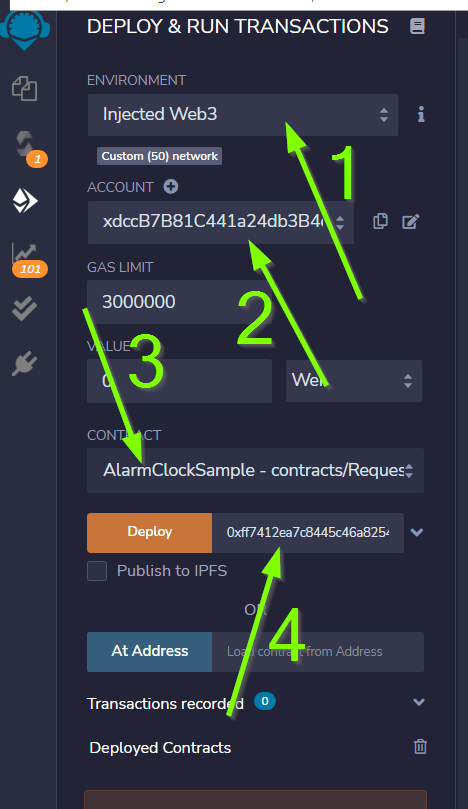 DEPLOY & RUN TRANSACTIONS
ENVIRONMENT
Injected Web3
1
1
Custom (50) network
ACCOUNT
xdccB7B81C441a24db3B4
101
GAS LIMIT
3000000
2
VALUE
3
0
Wei
CONTRACT
AlarmClockSample - contracts/Reques
Deploy
0xff7412ea7c8445c46a825
Publish to IPFS
OR
4
At Address
Load contract from Address
Transactions recorded 0
Deployed Contracts